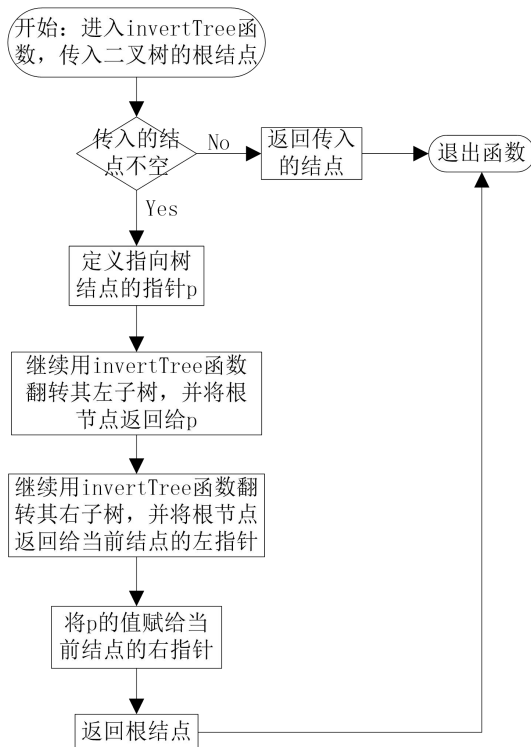 开始：进入invertTree函
数，传入二叉树的根结点
传入的结
点不空
No
返回传入
的结点
退出函数
Yes
定义指向树
结点的指针p
继续用invertTree函数
翻转其左子树，并将根
节点返回给p
继续用invertTree函数翻
转其右子树，并将根节点
返回给当前结点的左指针
将p的值赋给当
前结点的右指针
返回根结点